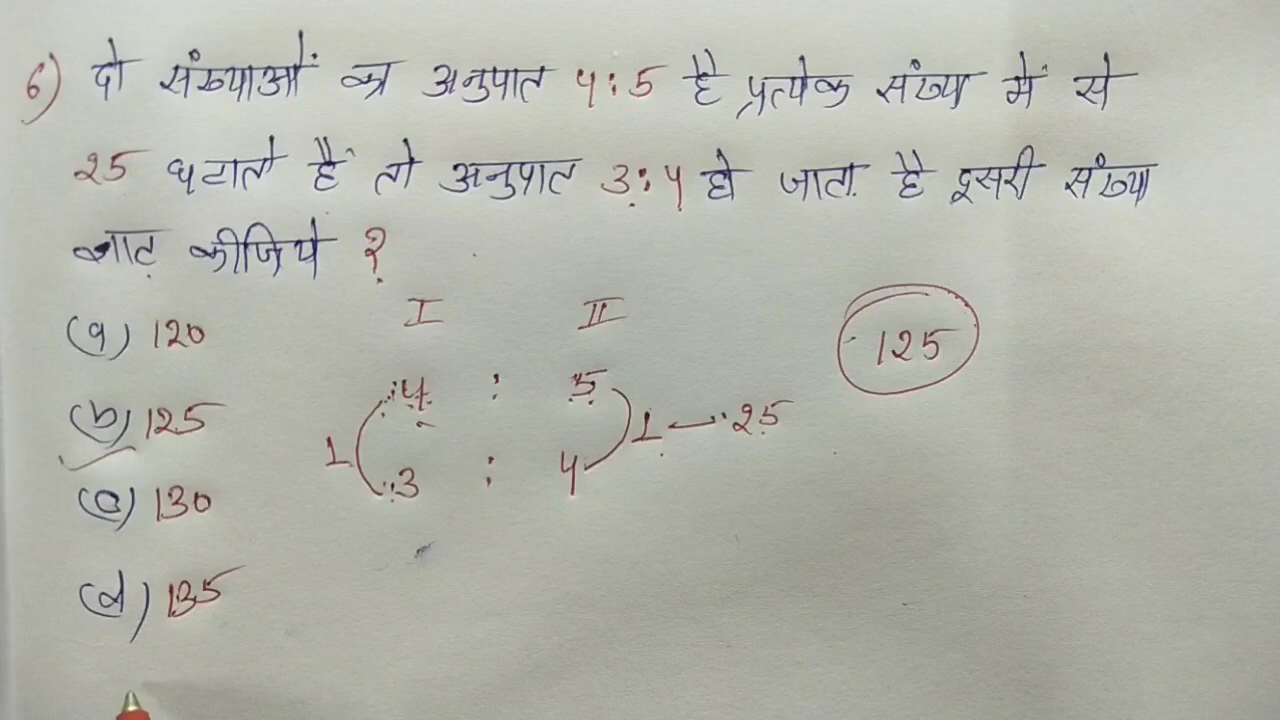 6) दो संख्याओं का अनुपात 4:5 है प्रत्येक संख्या में से
25 घटाते हैं तो अनुपात 3:4 हो जाता है दूसरी संख्या
ज्ञात कीजिये ?
(a) 120
(b) 125
(c) 130
(d) 135
I II
4 : 5
1 1 — 25
3 : 4
125